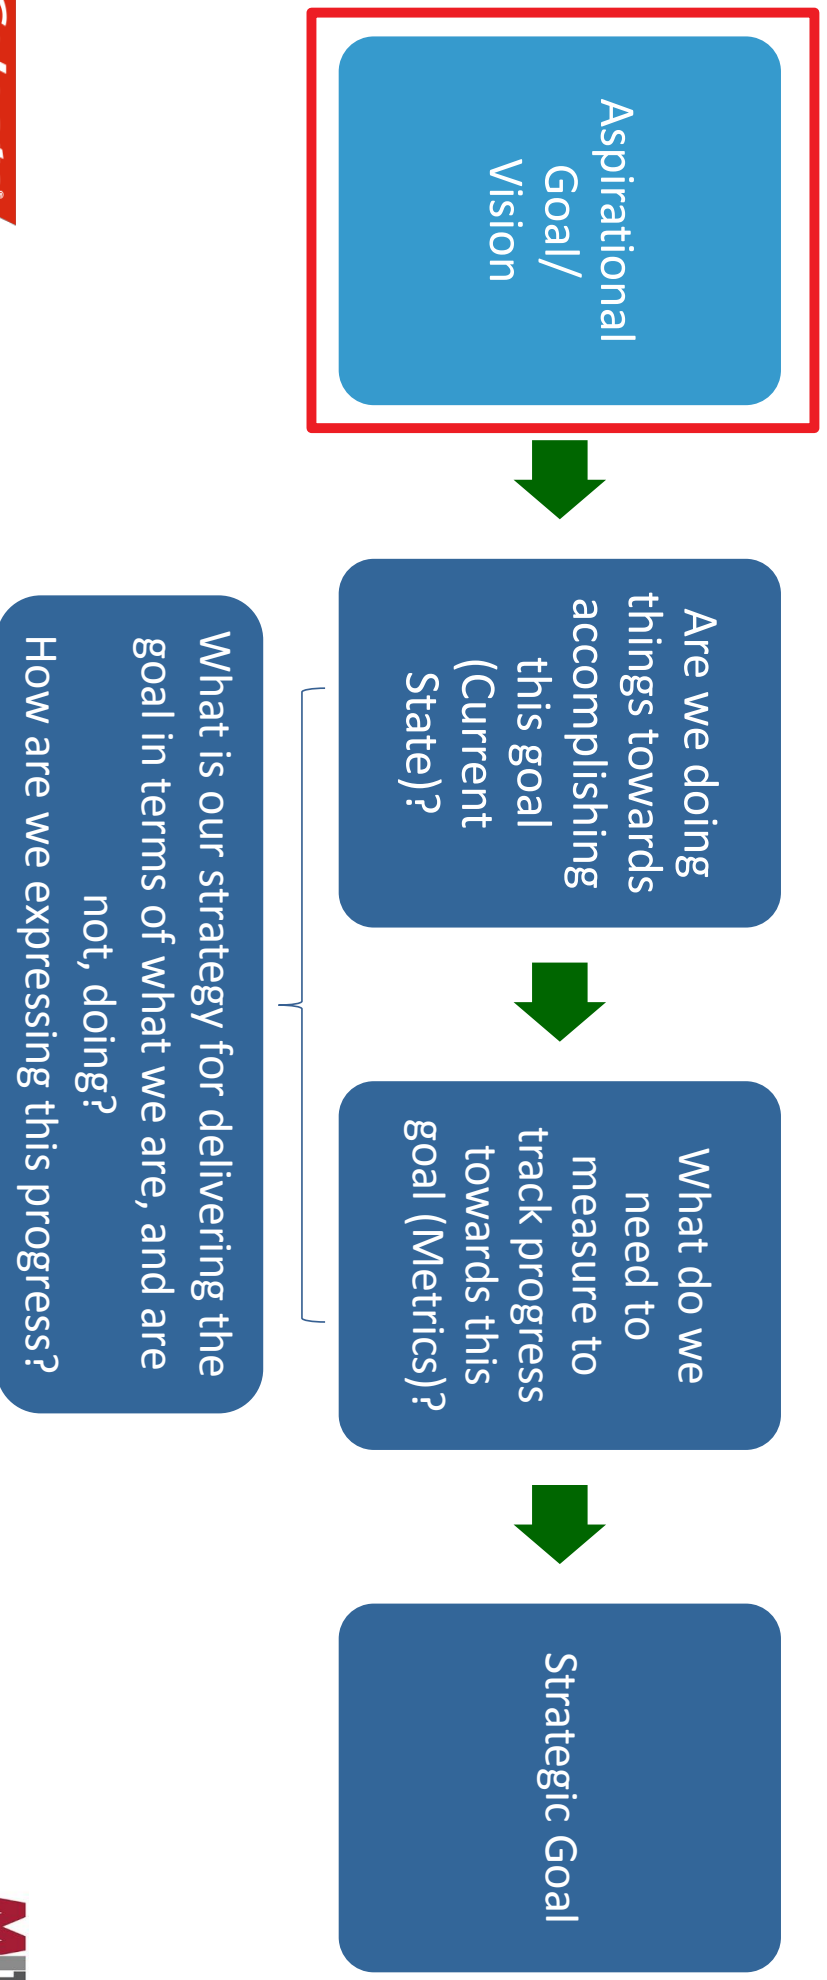 Aspirational
Goal/
Vision
Are we doing
things towards
accomplishing
this goal
(Current
State)?
What do we
need to
measure to
track progress
towards this
goal (Metrics)?
Strategic Goal
What is our strategy for delivering the
goal in terms of what we are, and are
not, doing?
How are we expressing this progress?